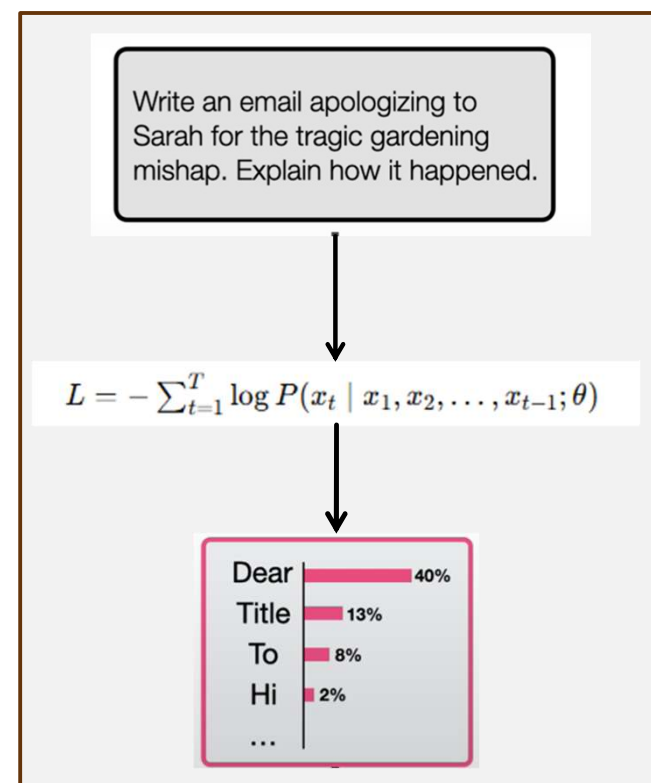 Write an email apologizing to
Sarah for the tragic gardening
mishap. Explain how it happened.
L = − ∑_{t=1}^{T} log P(x_t | x_1, x_2, . . . , x_{t−1}; θ)
Dear 40%
Title 13%
To 8%
Hi 2%
...